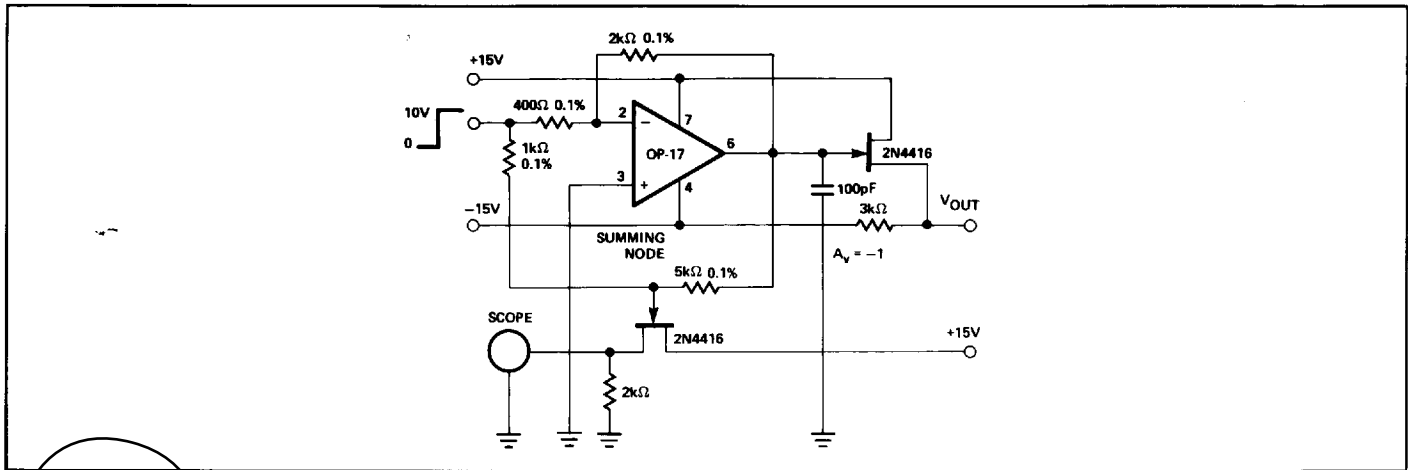 2kΩ 0.1%
+15V
10V
400Ω 0.1%
2
−
7
0
OP-17
6
2N4416
1kΩ
0.1%
3
+
4
100pF
−15V
3kΩ
VOUT
SUMMING
NODE
Av = −1
5kΩ 0.1%
SCOPE
2N4416
+15V
2kΩ